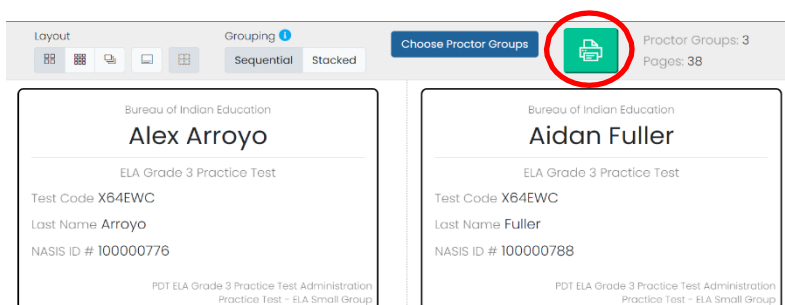 Layout
Grouping
Sequential Stacked
Choose Proctor Groups
Proctor Groups: 3
Pages: 38
Bureau of Indian Education
Alex Arroyo
ELA Grade 3 Practice Test
Test Code X64EWC
Last Name Arroyo
NASIS ID # 100000776
PDT ELA Grade 3 Practice Test Administration
Practice Test - ELA Small Group
Bureau of Indian Education
Aidan Fuller
ELA Grade 3 Practice Test
Test Code X64EWC
Last Name Fuller
NASIS ID # 100000788
PDT ELA Grade 3 Practice Test Administration
Practice Test - ELA Small Group